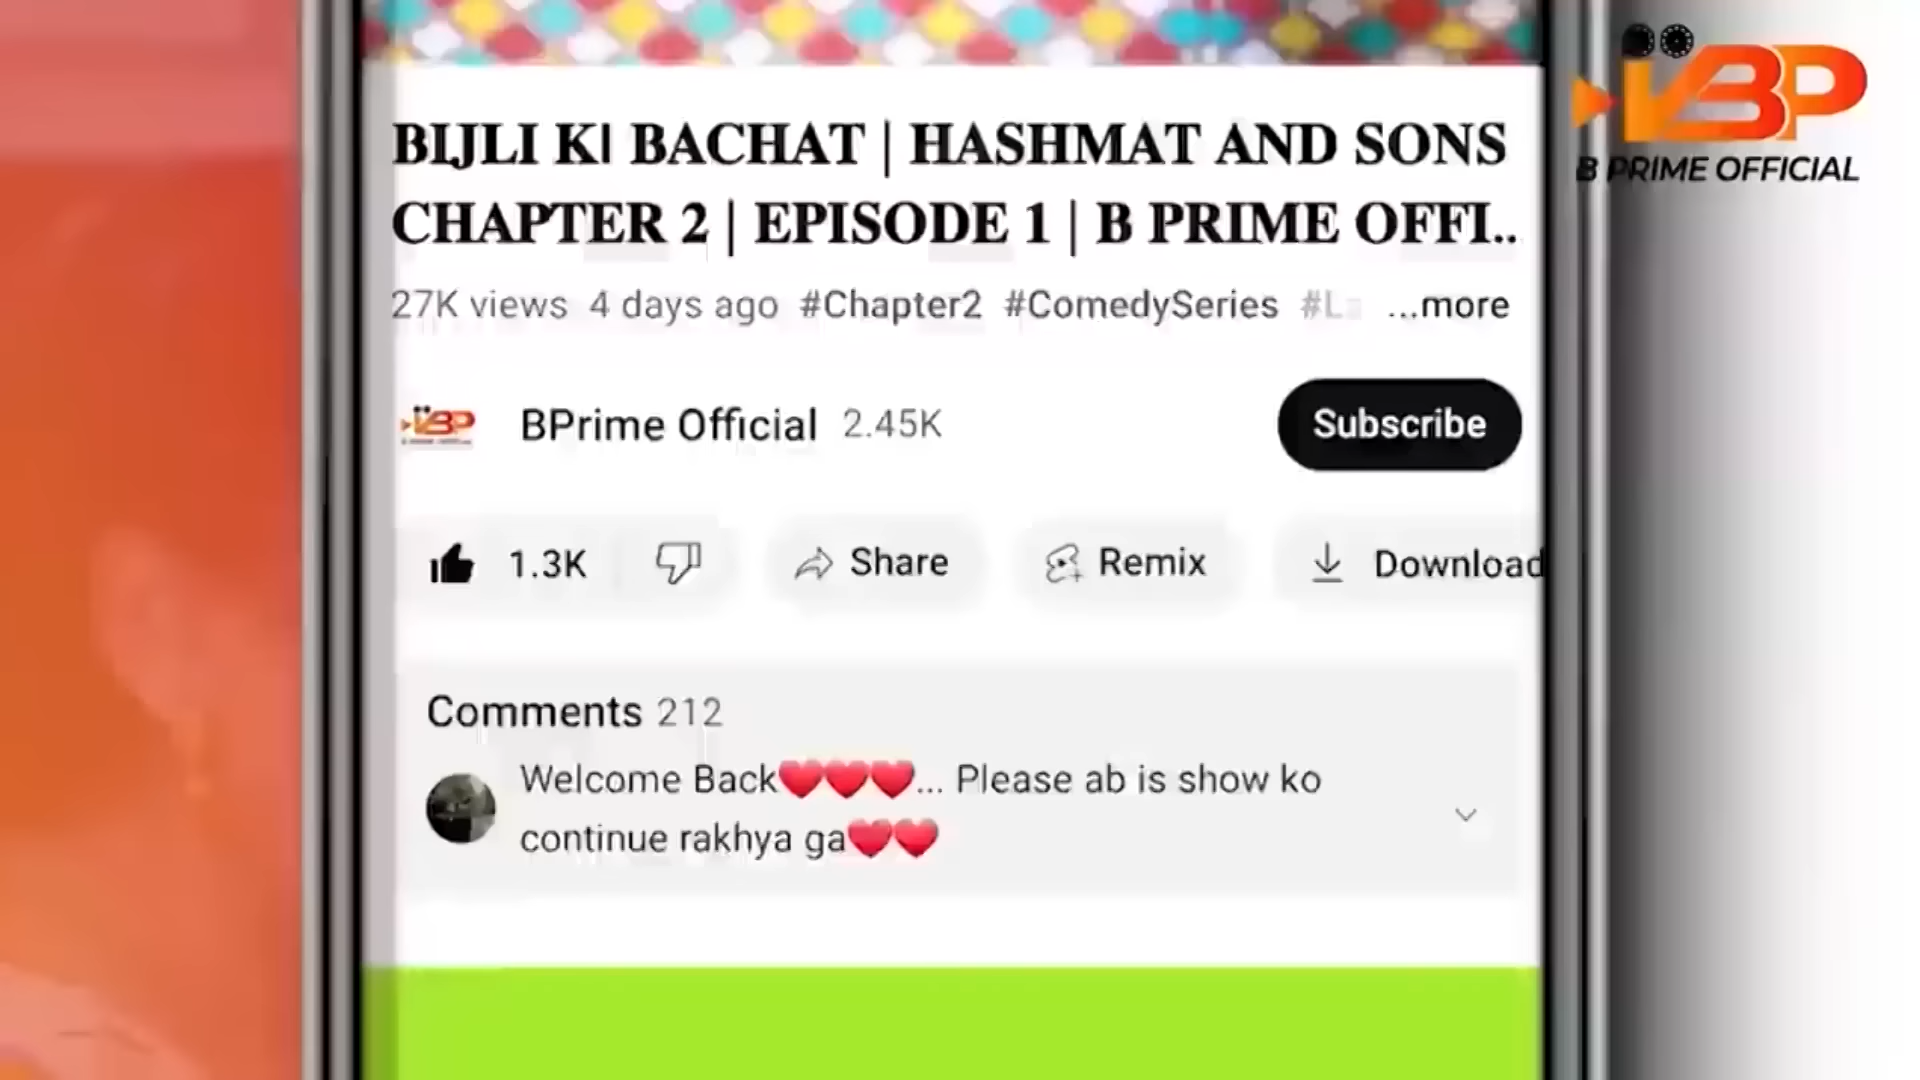 BIJLI KI BACHAT | HASHMAT AND SONS
CHAPTER 2 | EPISODE 1 | B PRIME OFFI..
27K views 4 days ago #Chapter2 #ComedySeries #La ...more
BPrime Official 2.45K
Subscribe
1.3K
Share
Remix
Download
Comments 212
Welcome Back❤️❤️❤️... Please ab is show ko
continue rakhya ga❤️❤️
BP
B PRIME OFFICIAL